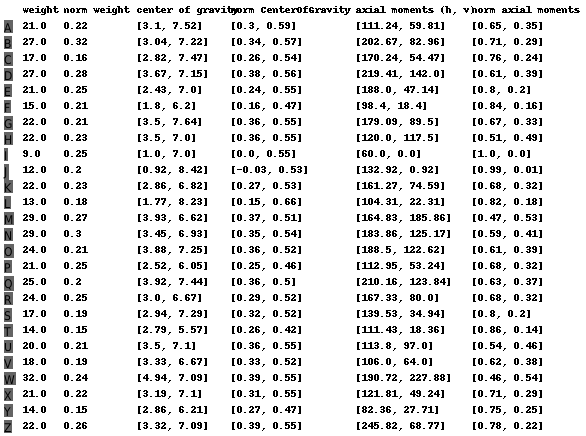 weight norm weight center of gravity norm CenterOfGravity axial moments (h, v) norm axial moments
A 21.0 0.22 [3.1, 7.52] [0.3, 0.59] [111.24, 59.81] [0.65, 0.35]
B 27.0 0.32 [3.04, 7.22] [0.34, 0.57] [202.67, 82.96] [0.71, 0.29]
C 17.0 0.16 [2.82, 7.47] [0.26, 0.54] [170.24, 54.47] [0.76, 0.24]
D 27.0 0.28 [3.67, 7.15] [0.38, 0.56] [219.41, 142.0] [0.61, 0.39]
E 21.0 0.25 [2.43, 7.0] [0.24, 0.55] [188.0, 47.14] [0.8, 0.2]
F 15.0 0.21 [1.8, 6.2] [0.16, 0.47] [98.4, 18.4] [0.84, 0.16]
G 22.0 0.21 [3.5, 7.64] [0.36, 0.55] [179.09, 89.5] [0.67, 0.33]
H 22.0 0.23 [3.5, 7.0] [0.36, 0.55] [120.0, 117.5] [0.51, 0.49]
I 9.0 0.25 [1.0, 7.0] [0.0, 0.55] [60.0, 0.0] [1.0, 0.0]
J 12.0 0.2 [0.92, 8.42] [-0.03, 0.53] [132.92, 0.92] [0.99, 0.01]
K 22.0 0.23 [2.86, 6.82] [0.27, 0.53] [161.27, 74.59] [0.68, 0.32]
L 13.0 0.18 [1.77, 8.23] [0.15, 0.66] [104.31, 22.31] [0.82, 0.18]
M 29.0 0.27 [3.93, 6.62] [0.37, 0.51] [164.83, 185.86] [0.47, 0.53]
N 29.0 0.3 [3.45, 6.93] [0.35, 0.54] [183.86, 125.17] [0.59, 0.41]
O 24.0 0.21 [3.88, 7.25] [0.36, 0.52] [188.5, 122.62] [0.61, 0.39]
P 21.0 0.25 [2.52, 6.05] [0.25, 0.46] [112.95, 53.24] [0.68, 0.32]
Q 25.0 0.2 [3.92, 7.44] [0.36, 0.5] [210.16, 123.84] [0.63, 0.37]
R 24.0 0.25 [3.0, 6.67] [0.29, 0.52] [167.33, 80.0] [0.68, 0.32]
S 17.0 0.19 [2.94, 7.29] [0.32, 0.52] [139.53, 34.94] [0.8, 0.2]
T 14.0 0.15 [2.79, 5.57] [0.26, 0.42] [111.43, 18.36] [0.86, 0.14]
U 20.0 0.21 [3.5, 7.1] [0.36, 0.55] [113.8, 97.0] [0.54, 0.46]
V 18.0 0.19 [3.33, 6.67] [0.33, 0.52] [106.0, 64.0] [0.62, 0.38]
W 32.0 0.24 [4.94, 7.09] [0.39, 0.55] [190.72, 227.88] [0.46, 0.54]
X 21.0 0.22 [3.19, 7.1] [0.31, 0.55] [121.81, 49.24] [0.71, 0.29]
Y 14.0 0.15 [2.86, 6.21] [0.27, 0.47] [82.36, 27.71] [0.75, 0.25]
Z 22.0 0.26 [3.32, 7.09] [0.39, 0.55] [245.82, 68.77] [0.78, 0.22]